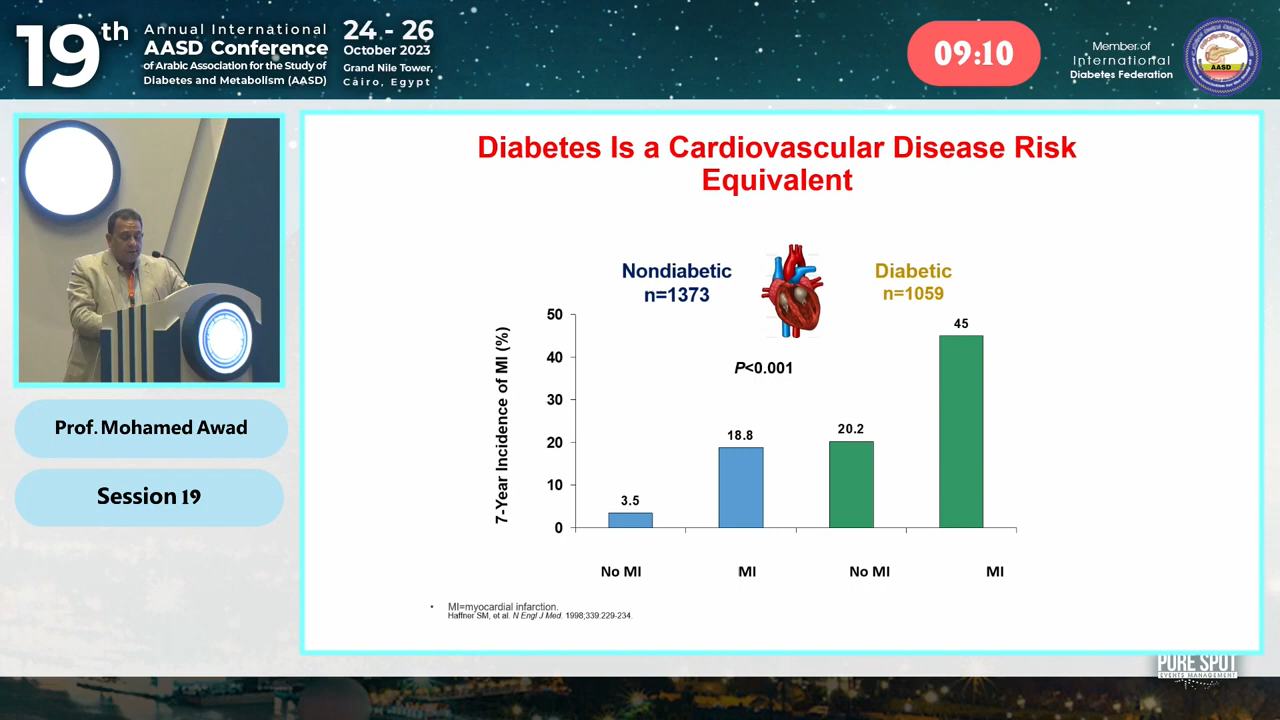 19th
Annual International
AASD Conference
of Arabic Association for the Study of
Diabetes and Metabolism (AASD)
24 - 26
October 2023
Grand Nile Tower,
Cairo, Egypt
09:10
Member of
International
Diabetes Federation
AASD
Prof. Mohamed Awad
Session 19
Diabetes Is a Cardiovascular Disease Risk
Equivalent
Nondiabetic
n=1373
Diabetic
n=1059
P<0.001
7-Year Incidence of MI (%)
50
40
30
20
10
0
3.5
18.8
20.2
45
No MI
MI
No MI
MI
• MI=myocardial infarction.
Haffner SM, et al. N Engl J Med. 1998;339:229-234.
PURE SPOT
EVENTS MANAGEMENT